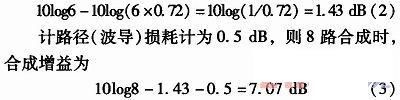 10log6-10log(6×0.72)=10log(1/0.72)=1.43 dB(2)
计路径(波导)损耗计为0.5 dB，则8路合成时，
合成增益为
10log8-1.43-0.5=7.07 dB (3)